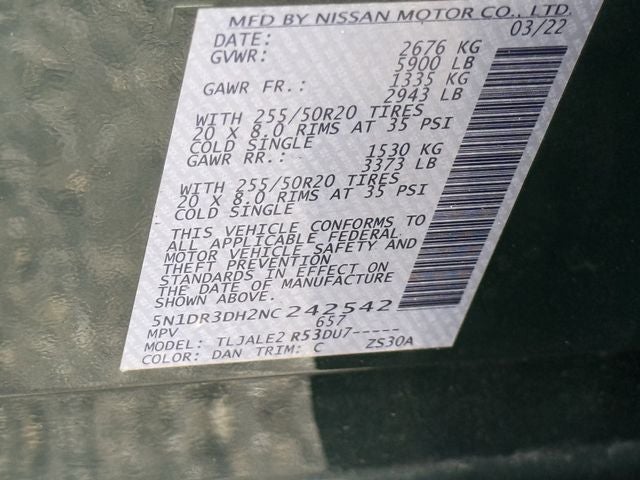 MFD BY NISSAN MOTOR CO., LTD.
DATE: 03/22
GVWR: 2676 KG
5900 LB
GAWR FR.: 1335 KG
2943 LB
WITH 255/50R20 TIRES
20 X 8.0 RIMS AT 35 PSI
COLD SINGLE
GAWR RR.: 1530 KG
3373 LB
WITH 255/50R20 TIRES
20 X 8.0 RIMS AT 35 PSI
COLD SINGLE
THIS VEHICLE CONFORMS TO
ALL APPLICABLE FEDERAL
MOTOR VEHICLE SAFETY AND
THEFT PREVENTION
STANDARDS IN EFFECT ON
THE DATE OF MANUFACTURE
SHOWN ABOVE.
5N1DR3DH2NC242542
MPV 657
MODEL: TLJALE2 R53DU7-----
COLOR: DAN TRIM: C ZS30A